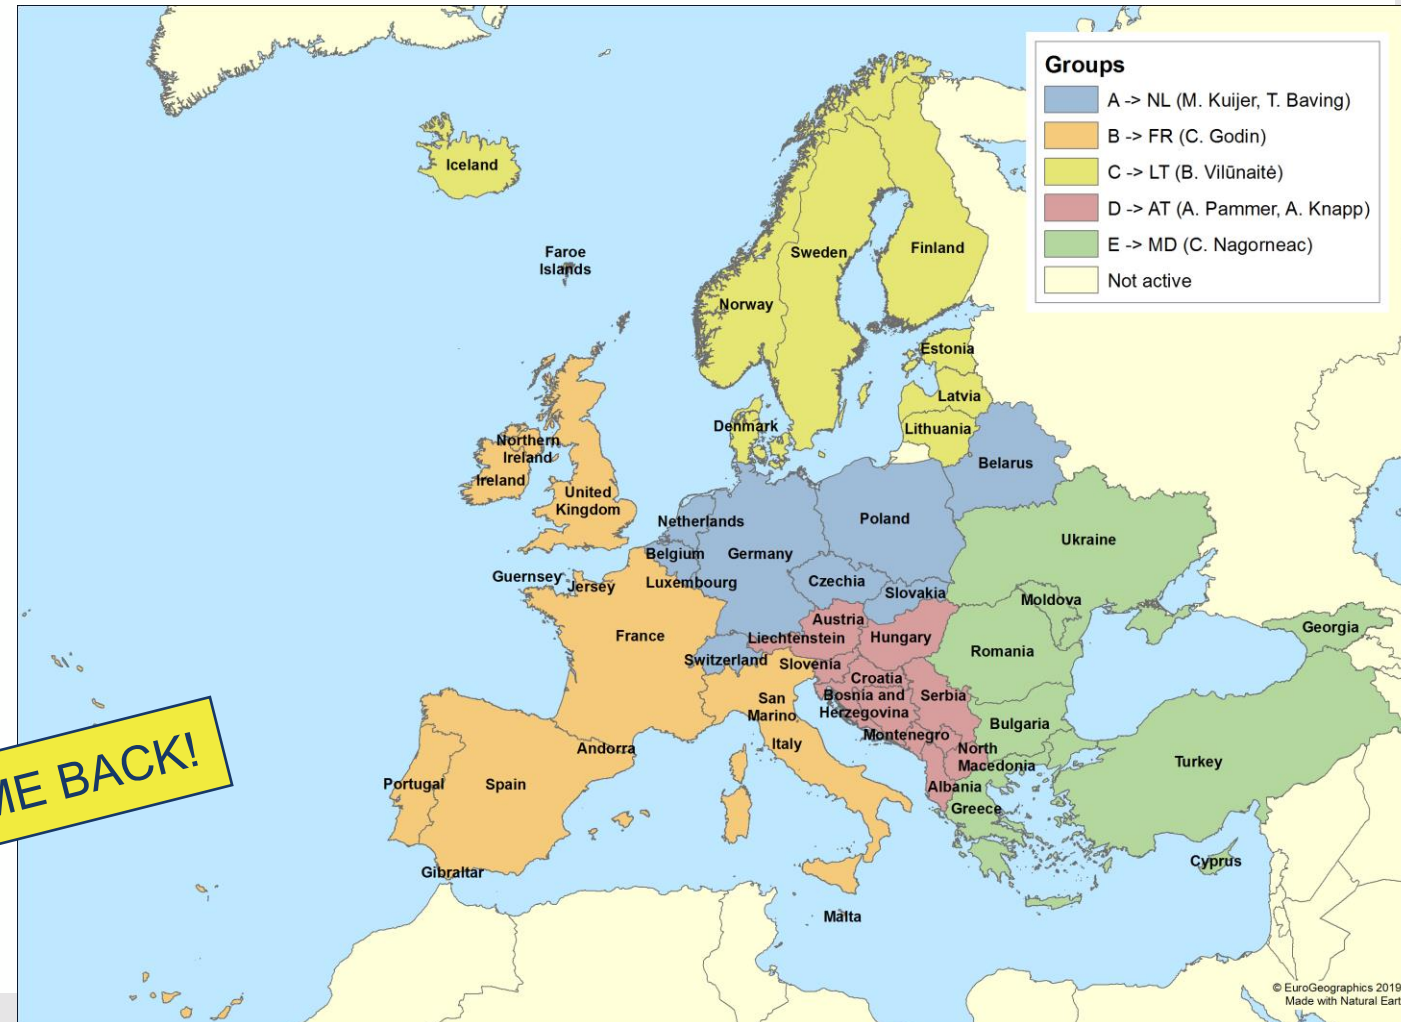 Groups
A -> NL (M. Kuijer, T. Baving)
B -> FR (C. Godin)
C -> LT (B. Vilūnaitė)
D -> AT (A. Pammer, A. Knapp)
E -> MD (C. Nagorneac)
Not active
Iceland
Faroe
Islands
Sweden
Finland
Norway
Estonia
Latvia
Denmark
Lithuania
Northern
Ireland
Ireland
United
Kingdom
Belarus
Netherlands
Poland
Ukraine
Belgium
Germany
Guernsey
Jersey
Luxembourg
Czechia
Slovakia
Moldova
Austria
Georgia
France
Liechtenstein
Hungary
Romania
Switzerland
Slovenia
Croatia
San
Marino
Bosnia and
Herzegovina
Serbia
Bulgaria
Montenegro
Italy
Andorra
North
Macedonia
Turkey
Portugal
Spain
Albania
Greece
Gibraltar
Cyprus
Malta
BACK!
© EuroGeographics 2019
Made with Natural Eart